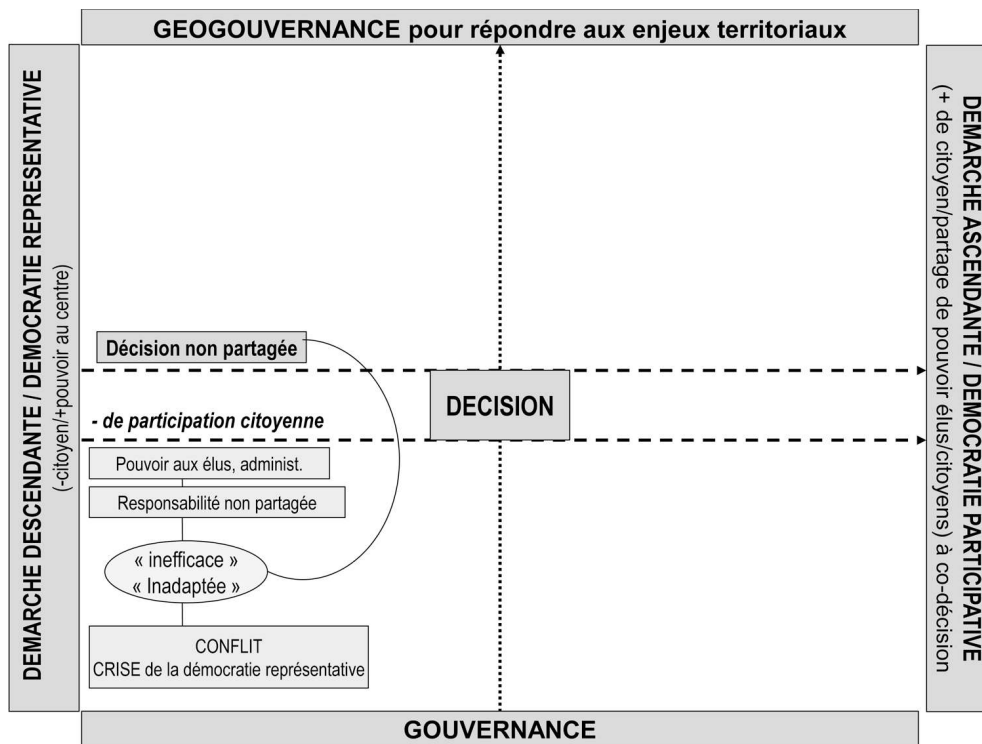 GEOGOUVERNANCE pour répondre aux enjeux territoriaux
DEMARCHE DESCENDANTE / DEMOCRATIE REPRESENTATIVE
(-citoyen/+pouvoir au centre)
Décision non partagée
- de participation citoyenne
Pouvoir aux élus, administ.
Responsabilité non partagée
« inefficace »
« Inadaptée »
CONFLIT
CRISE de la démocratie représentative
DECISION
DEMARCHE ASCENDANTE / DEMOCRATIE PARTICIPATIVE
(+ de citoyen/partage de pouvoir élus/citoyens) à co-décision
GOUVERNANCE